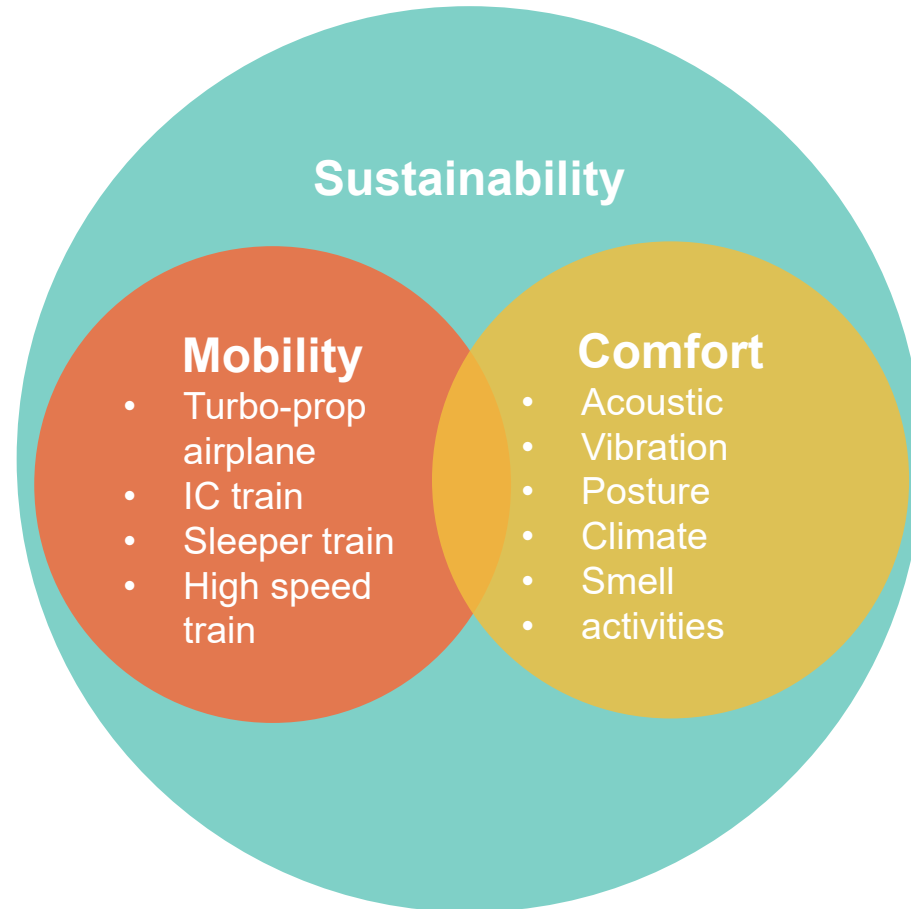 Sustainability
Mobility
• Turbo-prop
airplane
• IC train
• Sleeper train
• High speed
train
Comfort
• Acoustic
• Vibration
• Posture
• Climate
• Smell
• activities